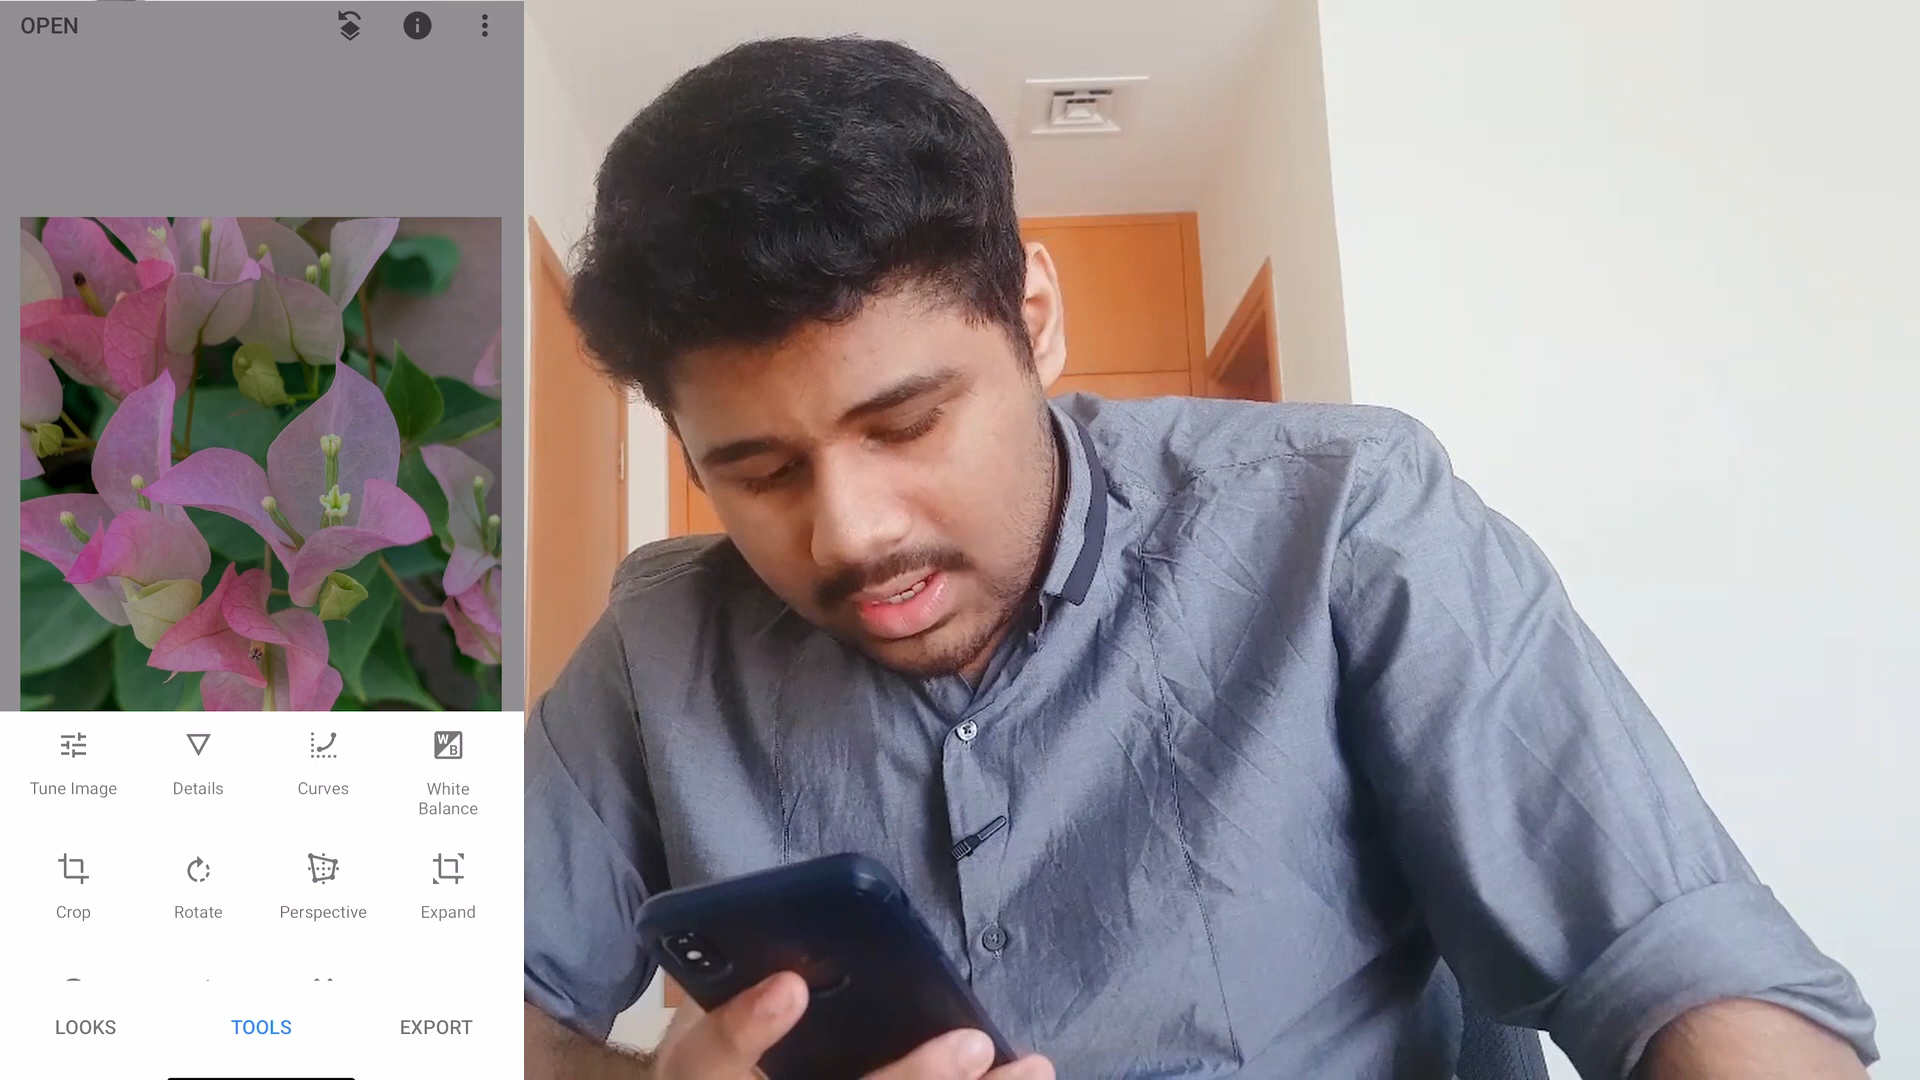 OPEN
Tune Image
Details
Curves
White
Balance
Crop
Rotate
Perspective
Expand
LOOKS
TOOLS
EXPORT